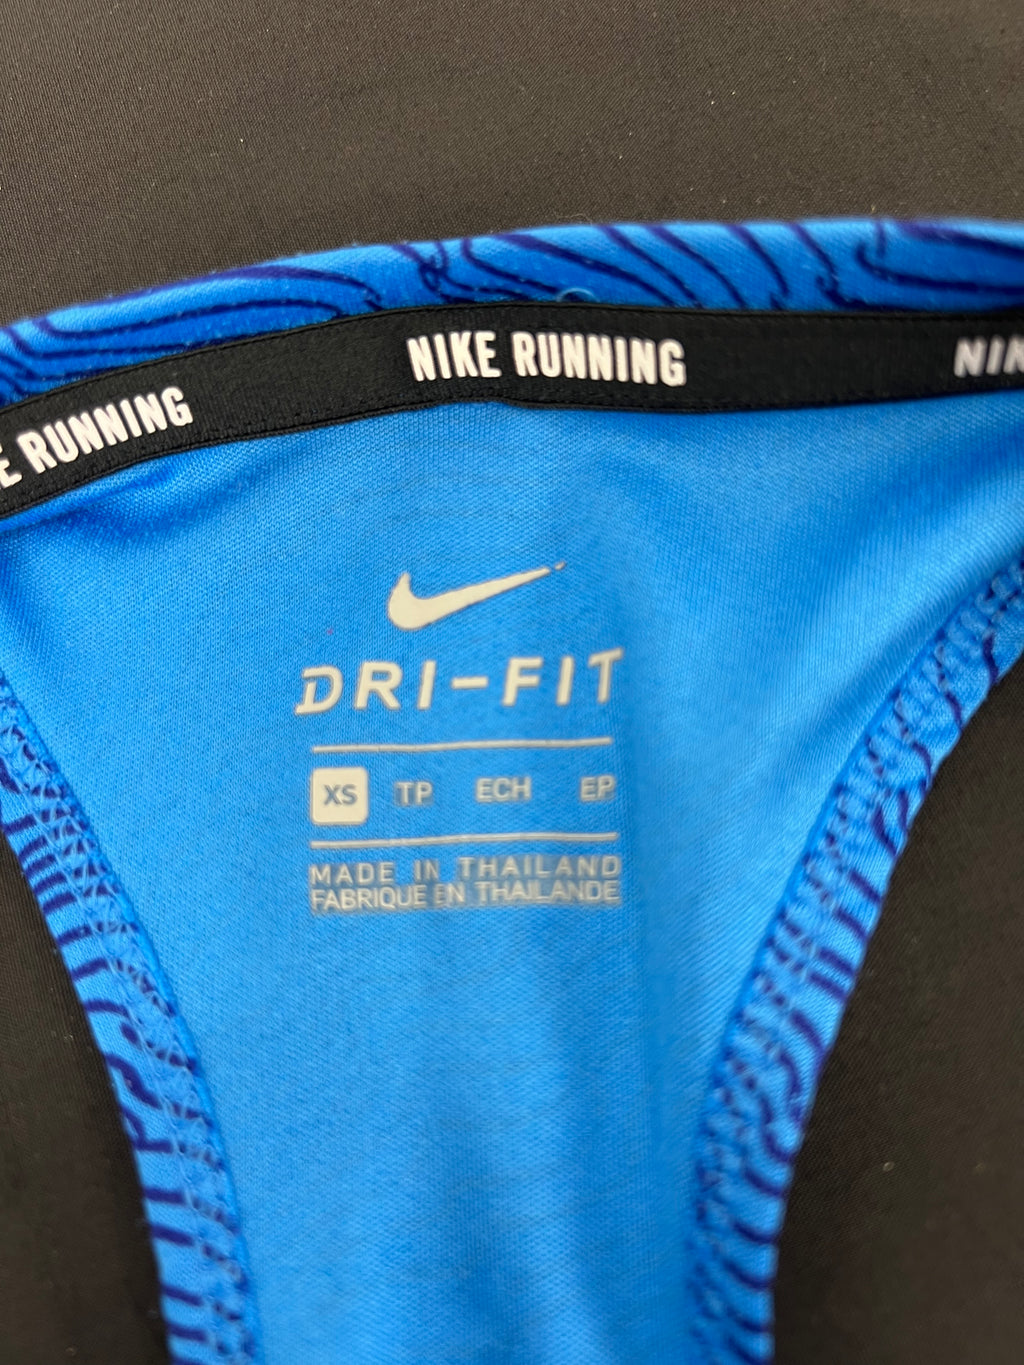 E RUNNING
NIKE RUNNING
NIK
DRI-FIT
XS TP ECH EP
MADE IN THAILAND
FABRIQUE EN THAILANDE